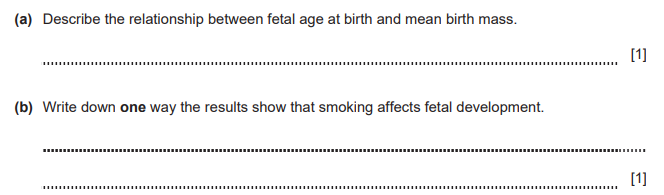 (a) Describe the relationship between fetal age at birth and mean birth mass.
[1]
(b) Write down one way the results show that smoking affects fetal development.
[1]